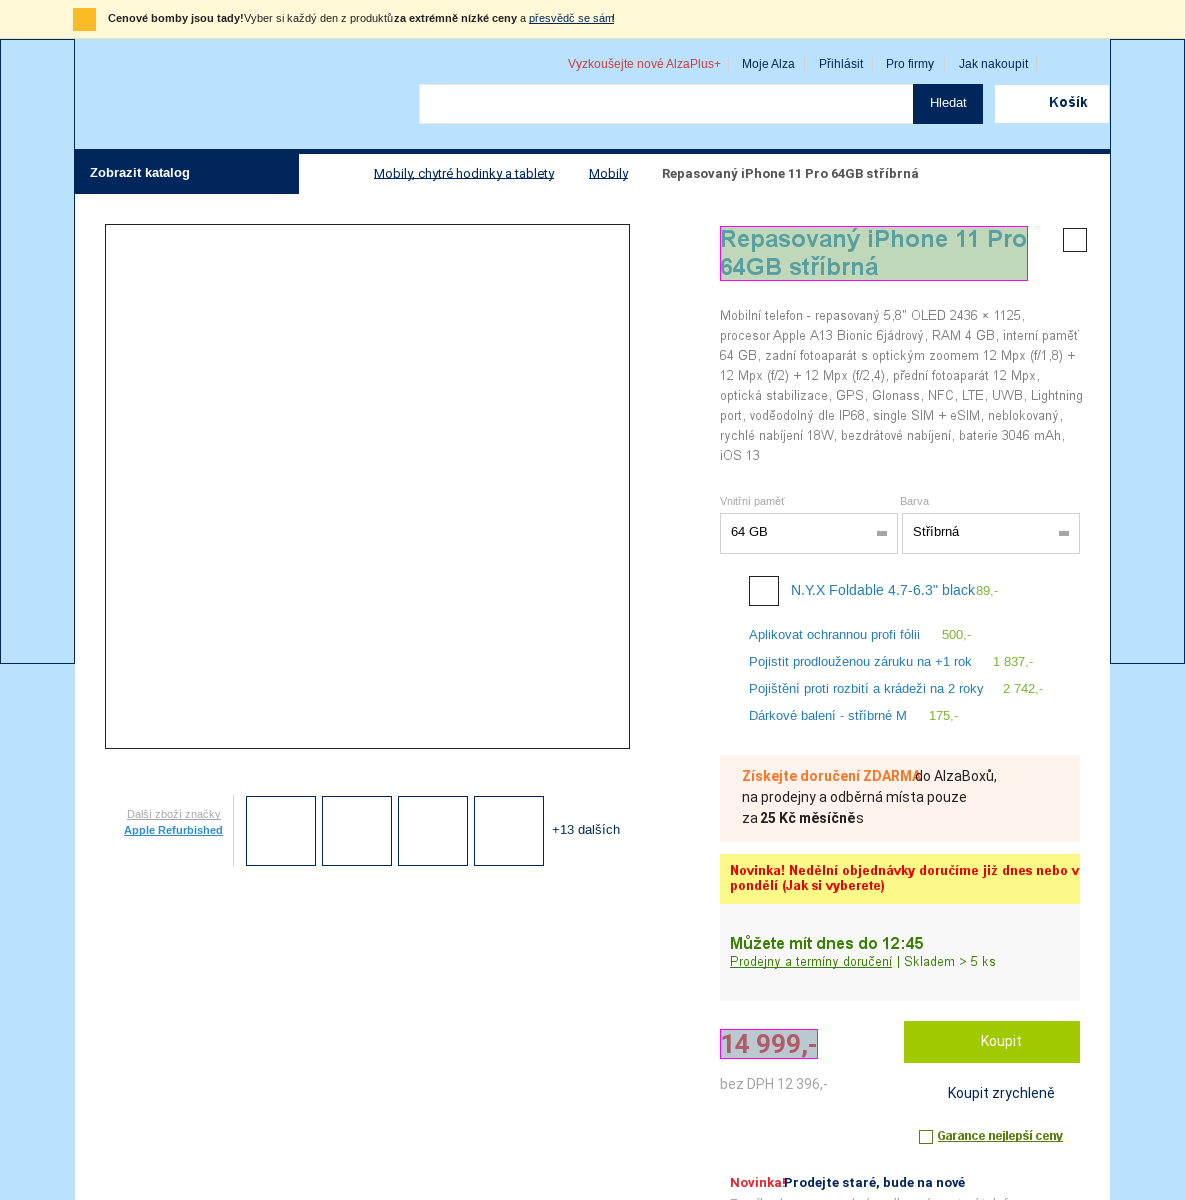 Cenové bomby jsou tady! Vyber si každý den z produktů za extrémně nízké ceny a přesvědč se sám!
Vyzkoušejte nové AlzaPlus+ Moje Alza Přihlásit Pro firmy Jak nakoupit
Hledat Košík
Zobrazit katalog Mobily, chytré hodinky a tablety Mobily Repasovaný iPhone 11 Pro 64GB stříbrná
Repasovaný iPhone 11 Pro
64GB stříbrná
Mobilní telefon - repasovaný 5,8" OLED 2436 × 1125,
procesor Apple A13 Bionic 6jádrový, RAM 4 GB, interní paměť
64 GB, zadní fotoaparát s optickým zoomem 12 Mpx (f/1,8) +
12 Mpx (f/2) + 12 Mpx (f/2,4), přední fotoaparát 12 Mpx,
optická stabilizace, GPS, Glonass, NFC, LTE, UWB, Lightning
port, voděodolný dle IP68, single SIM + eSIM, neblokovaný,
rychlé nabíjení 18W, bezdrátové nabíjení, baterie 3046 mAh,
iOS 13
Vnitřní paměť Barva
64 GB Stříbrná
N.Y.X Foldable 4.7-6.3" black 89,-
Aplikovat ochrannou profi fólii 500,-
Pojistit prodlouženou záruku na +1 rok 1 837,-
Pojištění proti rozbití a krádeži na 2 roky 2 742,-
Dárkové balení - stříbrné M 175,-
Získejte doručení ZDARMA do AlzaBoxů,
na prodejny a odběrná místa pouze
za 25 Kč měsíčně s
Další zboží značky
Apple Refurbished
+13 dalších
Novinka! Nedělní objednávky doručíme již dnes nebo v
pondělí (Jak si vyberete)
Můžete mít dnes do 12:45
Prodejny a termíny doručení | Skladem > 5 ks
14 999,- Koupit
bez DPH 12 396,-
Koupit zrychleně
Garance nejlepší ceny
Novinka! Prodejte staré, bude na nové